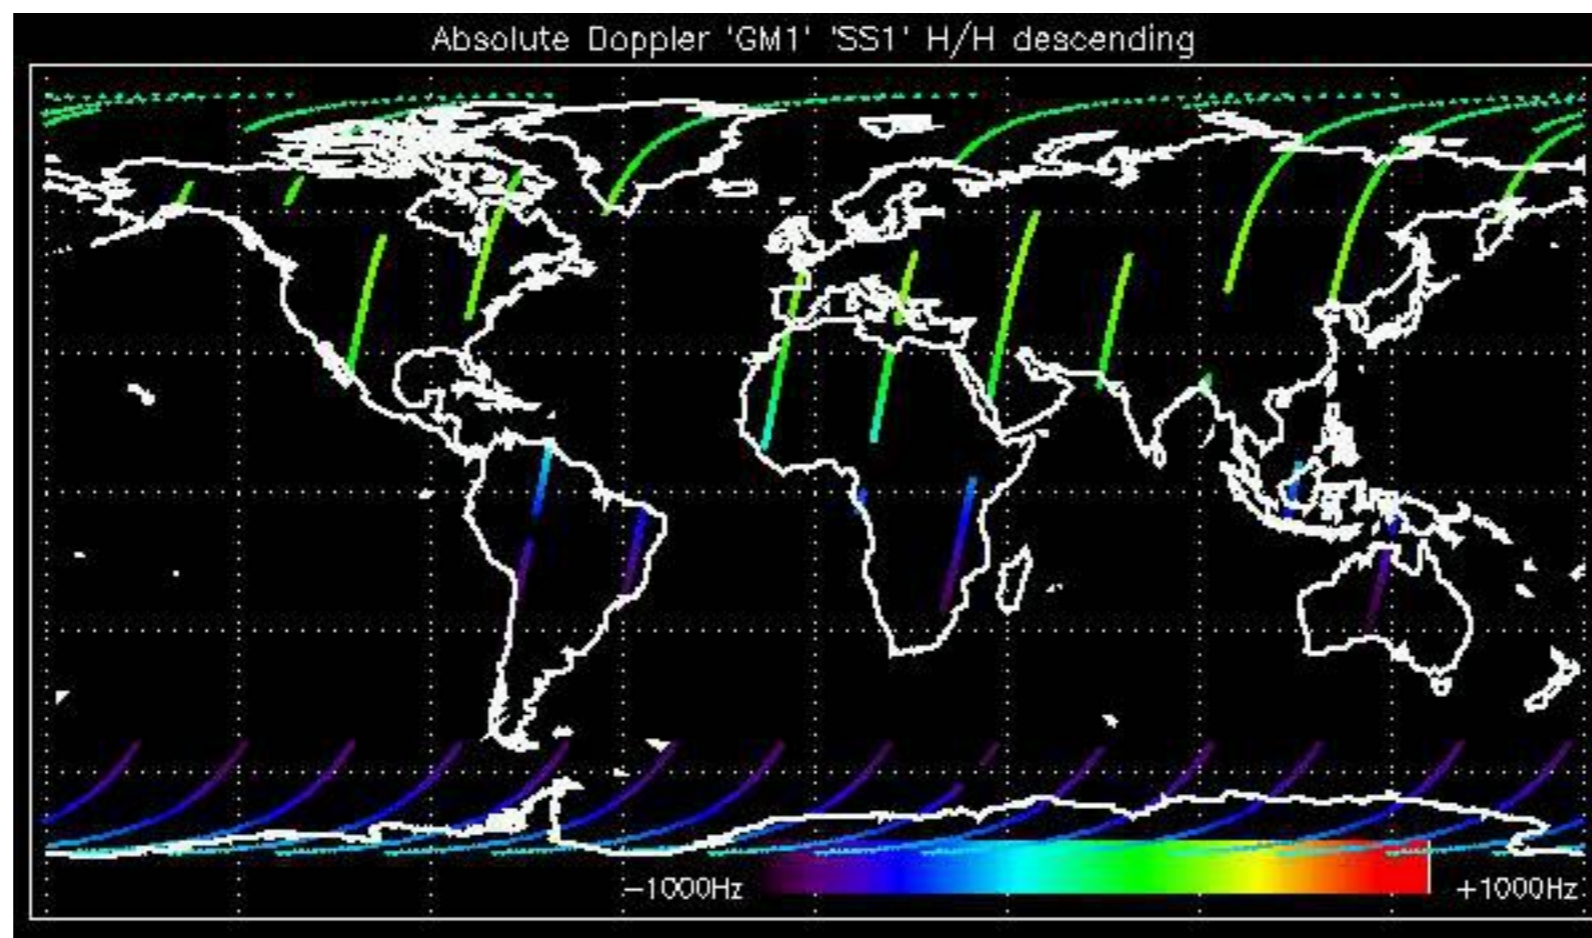 Absolute Doppler 'GM1' 'SS1' H/H descending
−1000Hz
+1000Hz